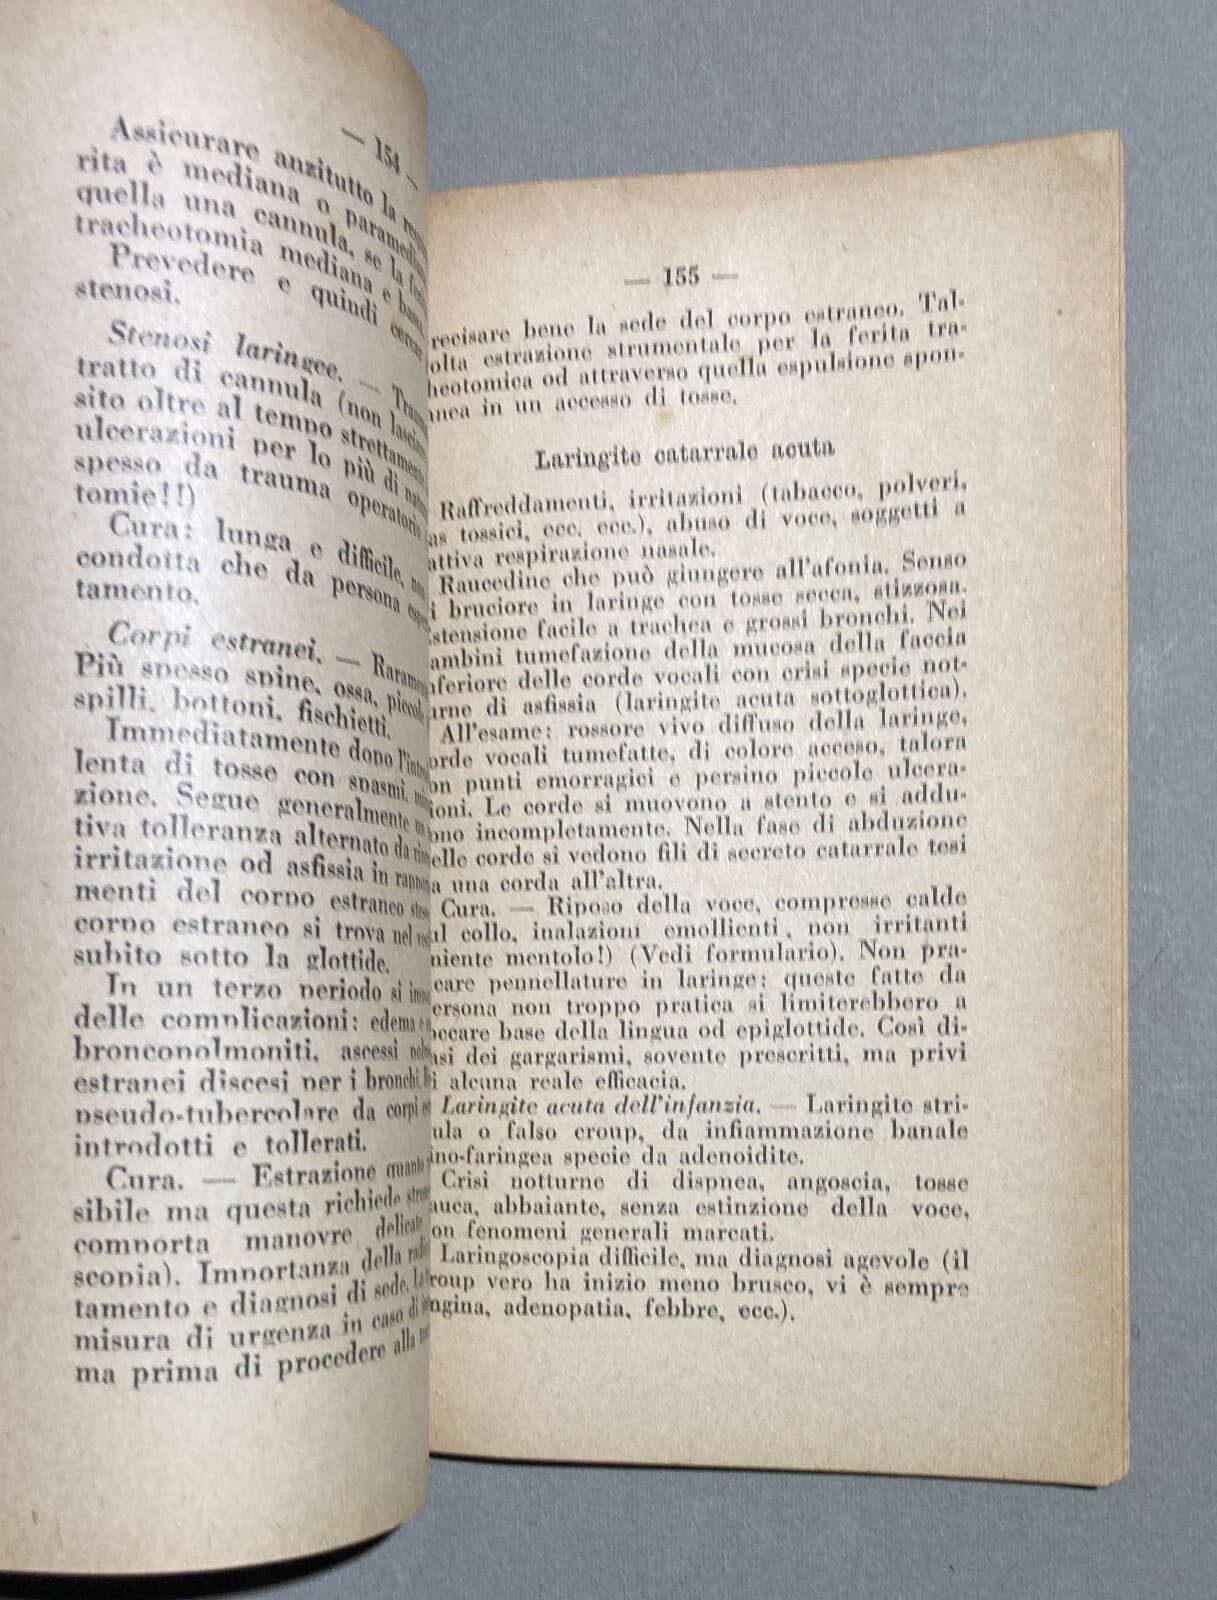 — 154 —
Assicurare anzitutto la
rita è mediana o
quella una cannula, se la
tracheotomia mediana e
Prevedere e quindi
stenosi.
Stenosi laringee. —
tratto di cannula (non
sito oltre al tempo strettamente
ulcerazioni per lo più di
spesso da trauma operatorio
tomie!!)
Cura: lunga e difficile,
condotta che da persona
tamento.
Corpi estranei. —
Più spesso spine, ossa,
spilli, bottoni, fischietti.
Immediatamente dopo
lenta di tosse con spasmi,
zione. Segue generalmente
tiva tolleranza alternato da
irritazione od asfissia in
menti del corpo estraneo
corpo estraneo si trova nel
subito sotto la glottide.
In un terzo periodo si
delle complicazioni: edema e
broncopolmoniti, ascessi
estranei discesi per i bronchi.
pseudo-tubercolare da corpi
introdotti e tollerati.
Cura. — Estrazione
sibile ma questa richiede
comporta manovre delicate
scopia). Importanza della
tamento e diagnosi di sede.
misura di urgenza in caso di
ma prima di procedere alla
— 155 —
recisare bene la sede del corpo estraneo. Tal-
olta estrazione strumentale per la ferita tra-
heotomica od attraverso quella espulsione spon-
nea in un accesso di tosse.
Laringite catarrale acuta
Raffreddamenti, irritazioni (tabacco, polveri,
as tossici, ecc. ecc.), abuso di voce, soggetti a
attiva respirazione nasale.
Raucedine che può giungere all'afonia. Senso
i bruciore in laringe con tosse secca, stizzosa.
Estensione facile a trachea e grossi bronchi. Nei
ambini tumefazione della mucosa della faccia
nferiore delle corde vocali con crisi specie not-
urne di asfissia (laringite acuta sottoglottica).
All'esame: rossore vivo diffuso della laringe,
orde vocali tumefatte, di colore acceso, talora
on punti emorragici e persino piccole ulcera-
ioni. Le corde si muovono a stento e si addu-
ono incompletamente. Nella fase di abduzione
elle corde si vedono fili di secreto catarrale tesi
a una corda all'altra.
Cura. — Riposo della voce, compresse calde
ul collo, inalazioni emollienti, non irritanti
niente mentolo!) (Vedi formulario). Non pra-
care pennellature in laringe: queste fatte da
ersona non troppo pratica si limiterebbero a
occare base della lingua od epiglottide. Così di-
asi dei gargarismi, sovente prescritti, ma privi
i alcuna reale efficacia.
Laringite acuta dell'infanzia. — Laringite stri-
ula o falso croup, da infiammazione banale
ino-faringea specie da adenoidite.
Crisi notturne di dispnea, angoscia, tosse
auca, abbaiante, senza estinzione della voce,
on fenomeni generali marcati.
Laringoscopia difficile, ma diagnosi agevole (il
roup vero ha inizio meno brusco, vi è sempre
ngina, adenopatia, febbre, ecc.).